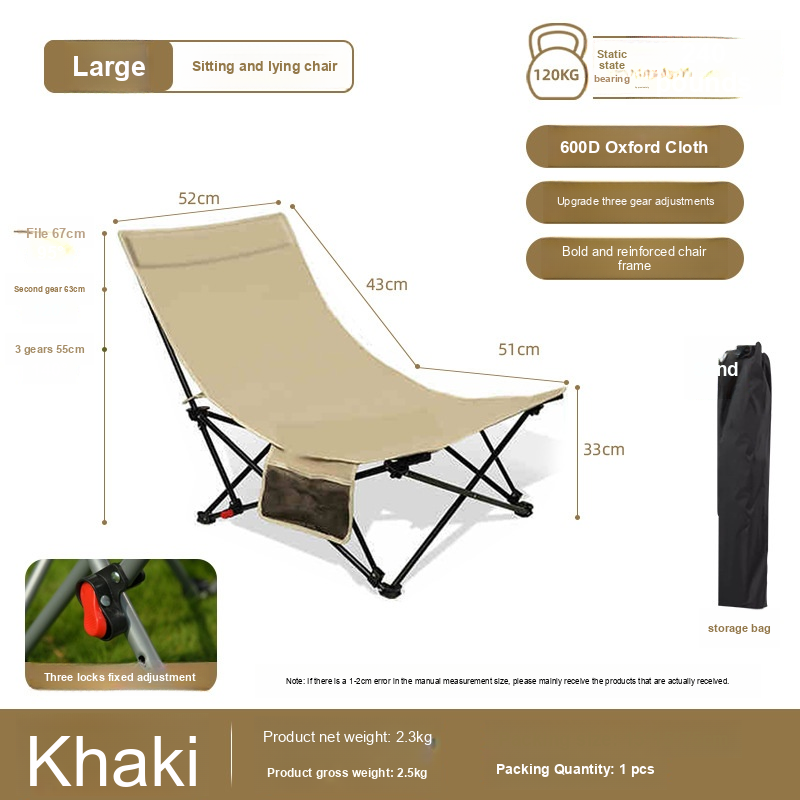 Large
Sitting and lying chair
120KG
Static
state
bearing
600D Oxford Cloth
Upgrade three gear adjustments
Bold and reinforced chair
frame
52cm
File 67cm
43cm
Second gear 63cm
3 gears 55cm
51cm
nd
33cm
storage bag
Three locks fixed adjustment
Note: If there is a 1-2cm error in the manual measurement size, please mainly receive the products that are actually received.
Khaki
Product net weight: 2.3kg
Product gross weight: 2.5kg
Packing Quantity: 1 pcs